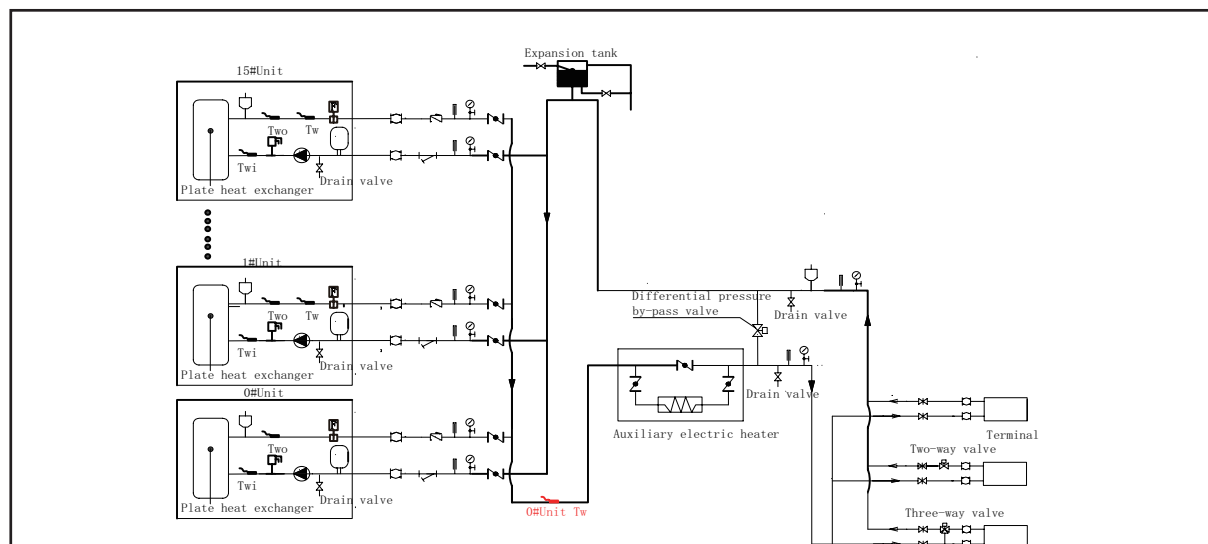 Expansion tank
15#Unit
Two
Tw
Twi
Drain valve
Plate heat exchanger
1#Unit
Two
Tw
Twi
Drain valve
Plate heat exchanger
0#Unit
Two
Twi
Drain valve
Plate heat exchanger
0#Unit Tw
Differential pressure
by-pass valve
Drain valve
Drain valve
Auxiliary electric heater
Terminal
Two-way valve
Three-way valve